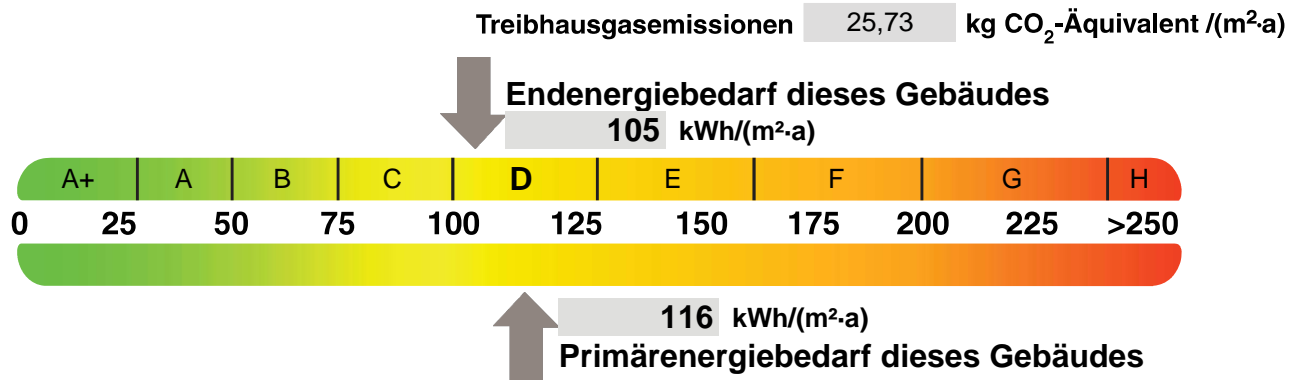 Treibhausgasemissionen 25,73 kg CO₂-Äquivalent /(m²·a)
Endenergiebedarf dieses Gebäudes
105 kWh/(m²·a)
A+ A B C D E F G H
0 25 50 75 100 125 150 175 200 225 >250
116 kWh/(m²·a)
Primärenergiebedarf dieses Gebäudes